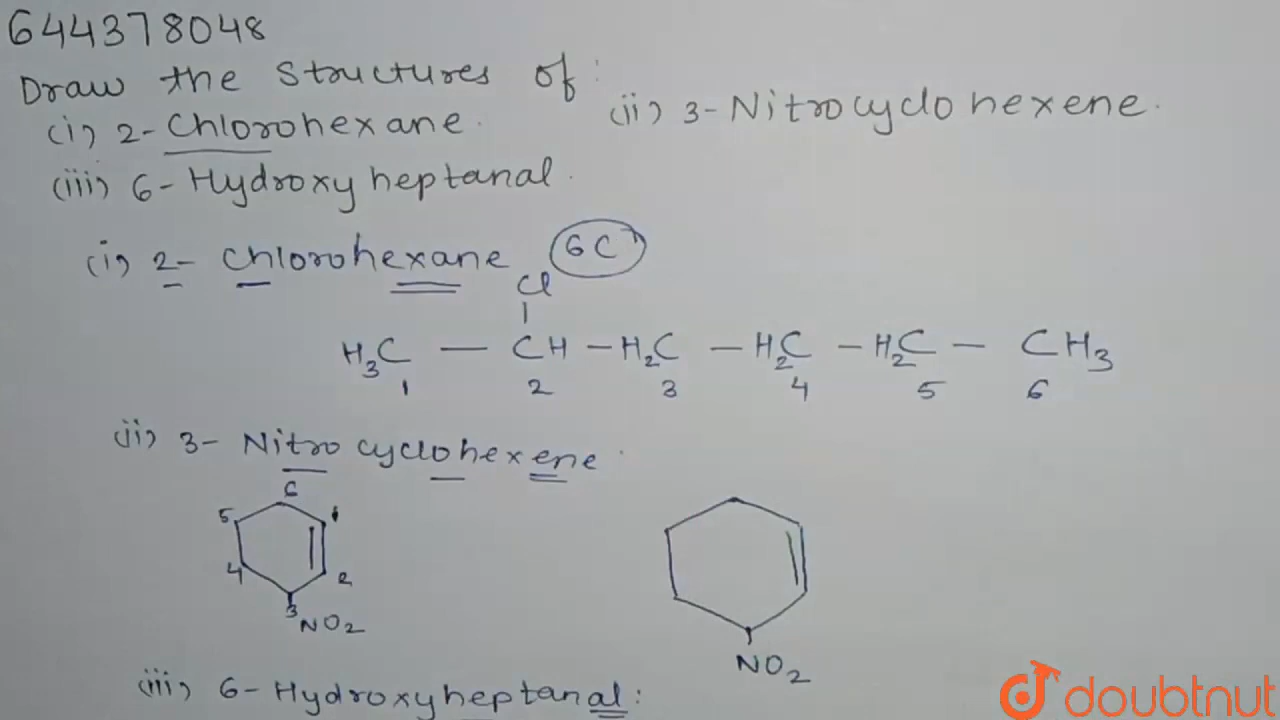 644378048
Draw the Structures of:
(i) 2-Chlorohexane. (ii) 3-Nitrocyclohexene.
(iii) 6-Hydroxy heptanal.
(i) 2- Chlorohexane 6C
Cl
H3C - CH - H2C - H2C - H2C - CH3
1 2 3 4 5 6
(ii) 3- Nitro cyclohexene.
6
5 1
4 2
3
NO2
NO2
(iii) 6-Hydroxyheptanal:
doubtnut